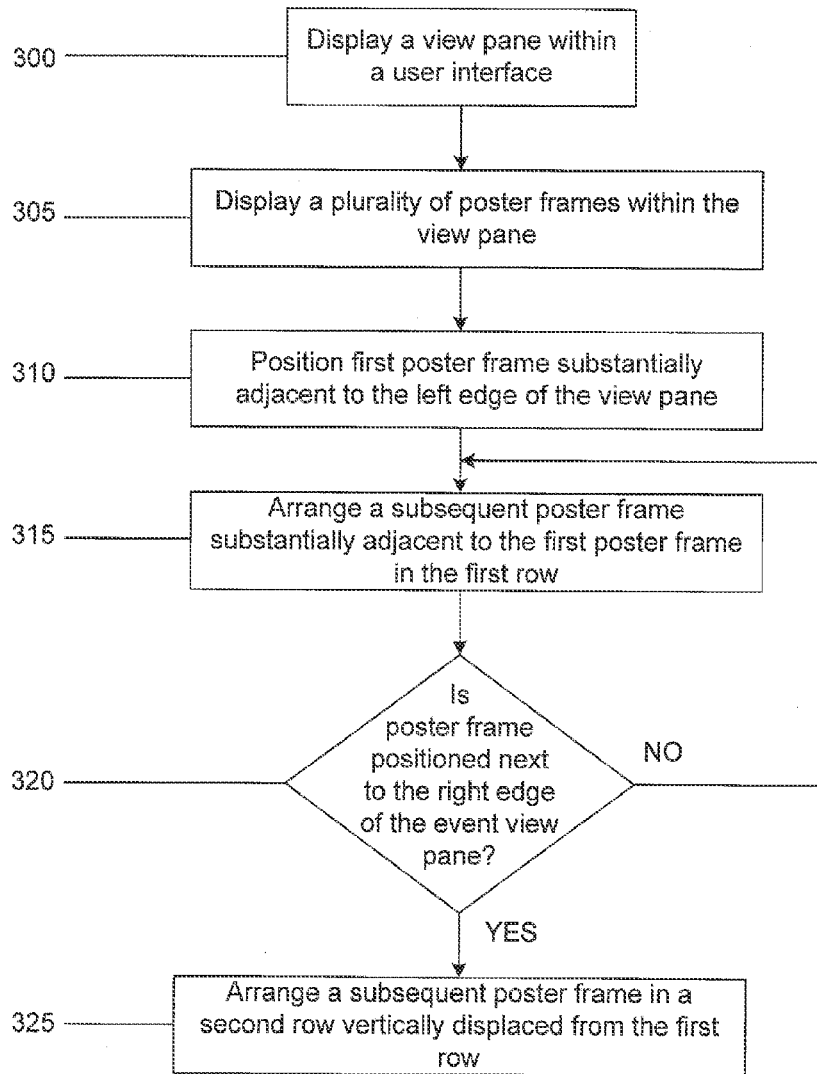 300
Display a view pane within
a user interface
305
Display a plurality of poster frames within the
view pane
310
Position first poster frame substantially
adjacent to the left edge of the view pane
315
Arrange a subsequent poster frame
substantially adjacent to the first poster frame
in the first row
320
Is
poster frame
positioned next
to the right edge
of the event view
pane?
NO
YES
325
Arrange a subsequent poster frame in a
second row vertically displaced from the first
row